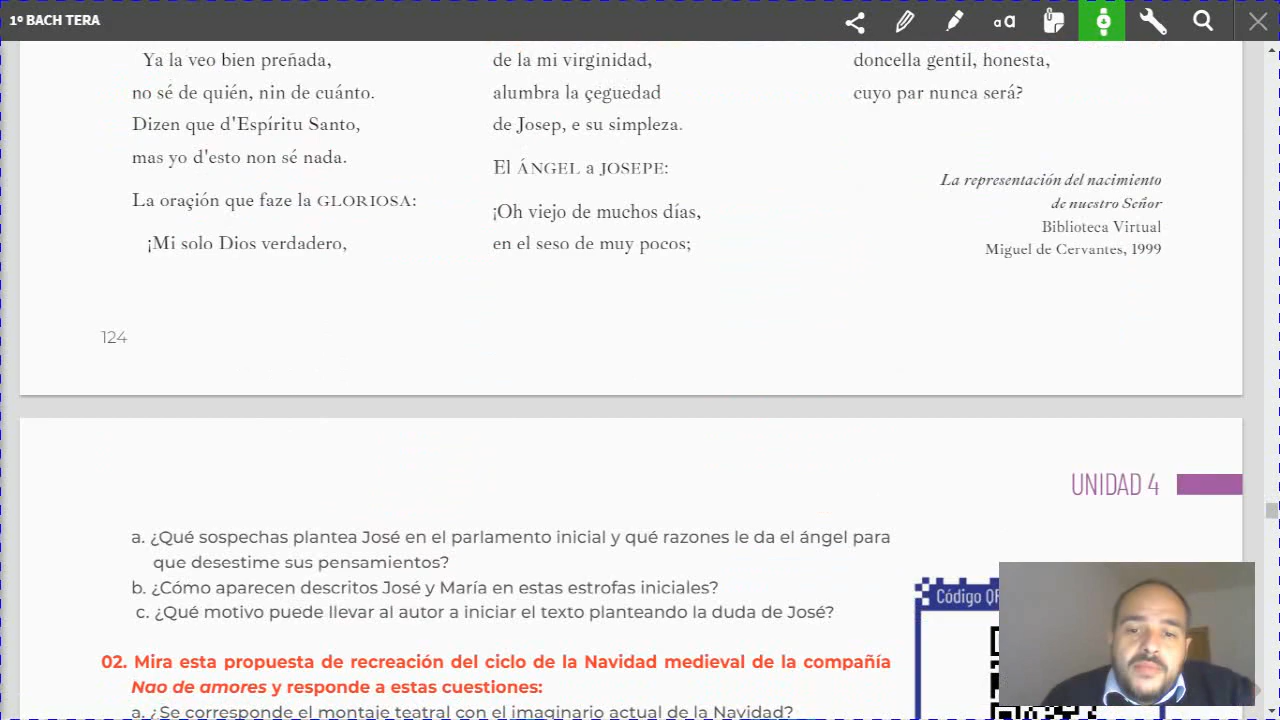 1º BACH TERA
aa
Ya la veo bien preñada,
no sé de quién, nin de cuánto.
Dizen que d'Espíritu Santo,
mas yo d'esto non sé nada.
La oraçión que faze la GLORIOSA:
¡Mi solo Dios verdadero,
de la mi virginidad,
alumbra la çeguedad
de Josep, e su simpleza.
El ÁNGEL a JOSEPE:
¡Oh viejo de muchos días,
en el seso de muy pocos;
doncella gentil, honesta,
cuyo par nunca será?
La representación del nacimiento
de nuestro Señor
Biblioteca Virtual
Miguel de Cervantes, 1999
124
UNIDAD 4
a. ¿Qué sospechas plantea José en el parlamento inicial y qué razones le da el ángel para
que desestime sus pensamientos?
b. ¿Cómo aparecen descritos José y María en estas estrofas iniciales?
c. ¿Qué motivo puede llevar al autor a iniciar el texto planteando la duda de José?
02. Mira esta propuesta de recreación del ciclo de la Navidad medieval de la compañía
Nao de amores y responde a estas cuestiones:
a. ¿Se corresponde el montaje teatral con el imaginario actual de la Navidad?
Código